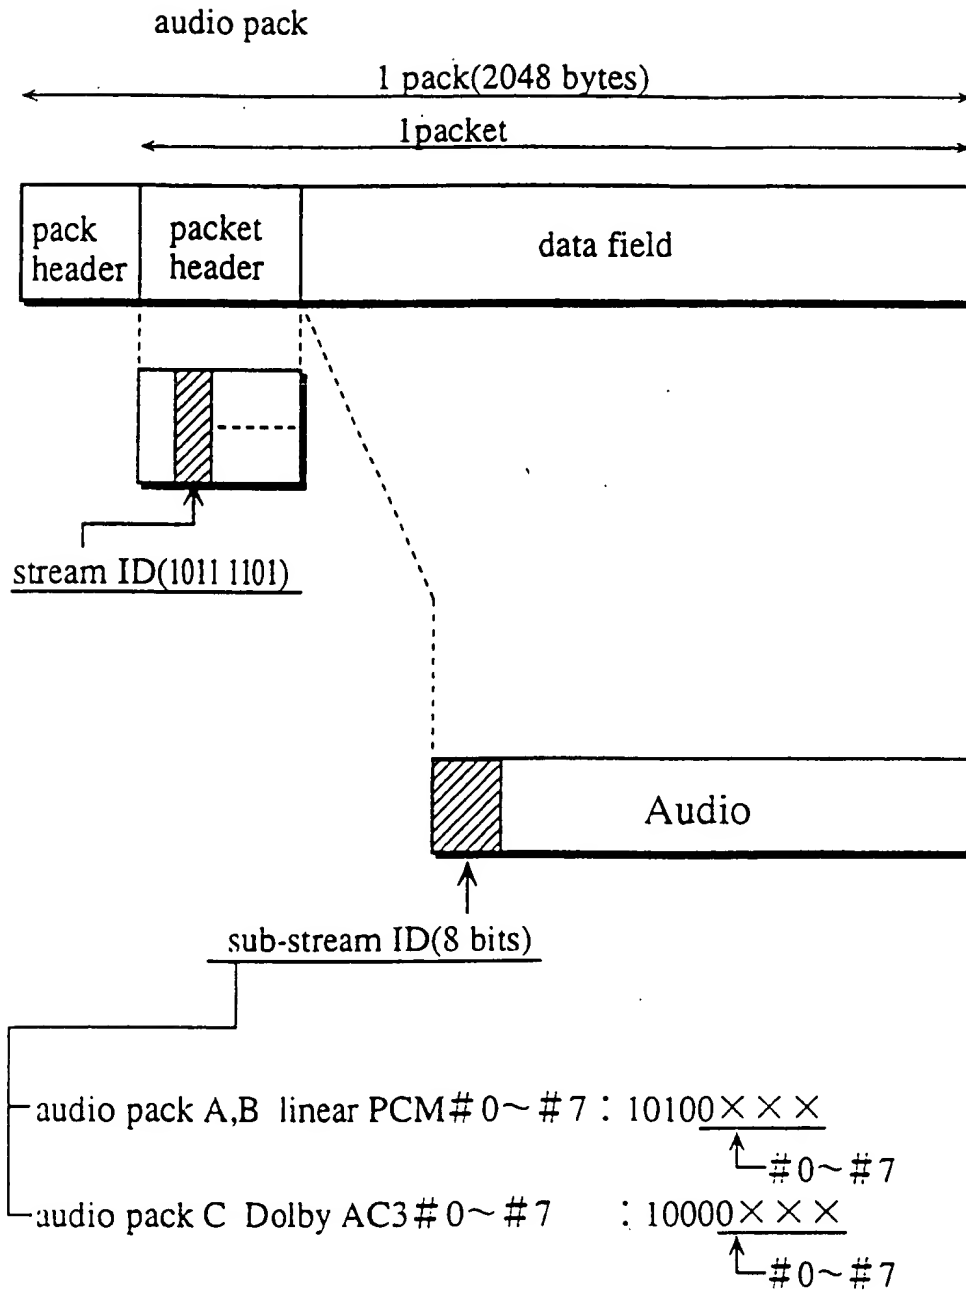 audio pack
1 pack(2048 bytes)
1packet
pack header
packet header
data field
stream ID(1011 1101)
Audio
sub-stream ID(8 bits)
audio pack A,B linear PCM#0~#7 : 10100×××
#0~#7
audio pack C Dolby AC3#0~#7 : 10000×××
#0~#7